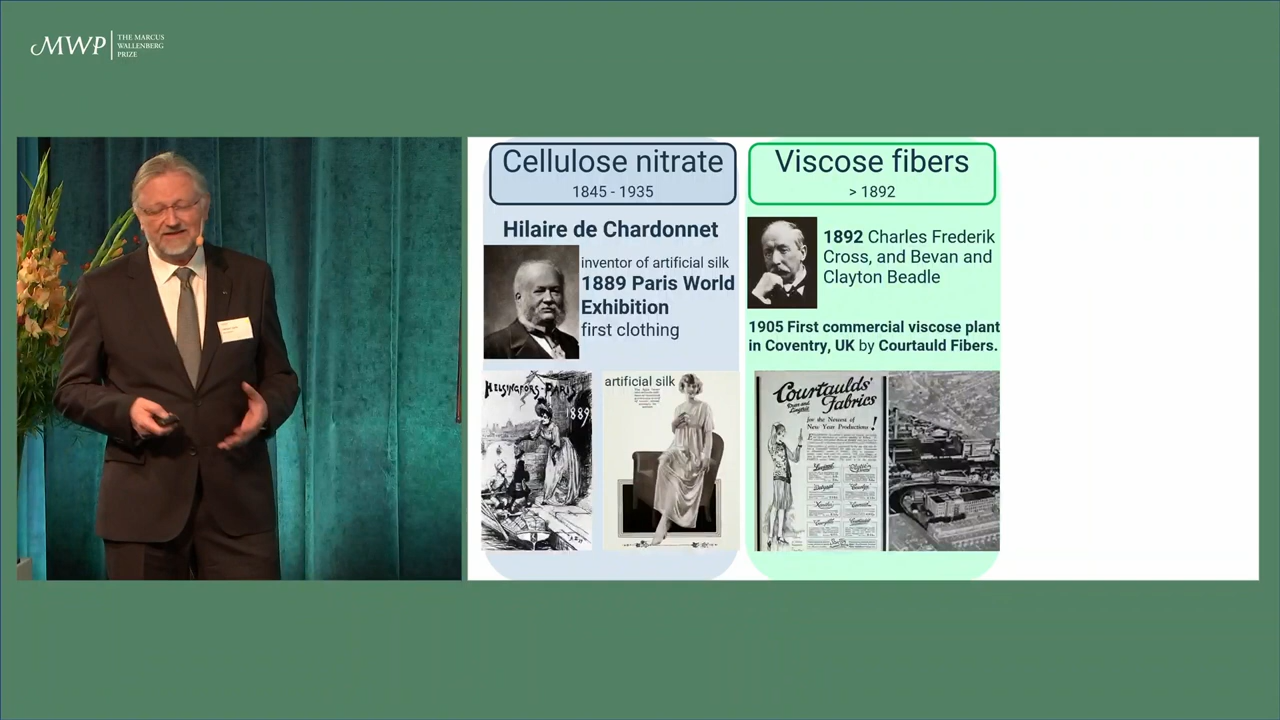 MWP
THE MARCUS
WALLENBERG
PRIZE
Cellulose nitrate
1845 - 1935
Hilaire de Chardonnet
inventor of artificial silk
1889 Paris World
Exhibition
first clothing
HELSINGFORS-PARIS
1889
artificial silk
Viscose fibers
> 1892
1892 Charles Frederik
Cross, and Bevan and
Clayton Beadle
1905 First commercial viscose plant
in Coventry, UK by Courtauld Fibers.
Courtaulds'
Fabrics
for the Newest of
New Year Productions!